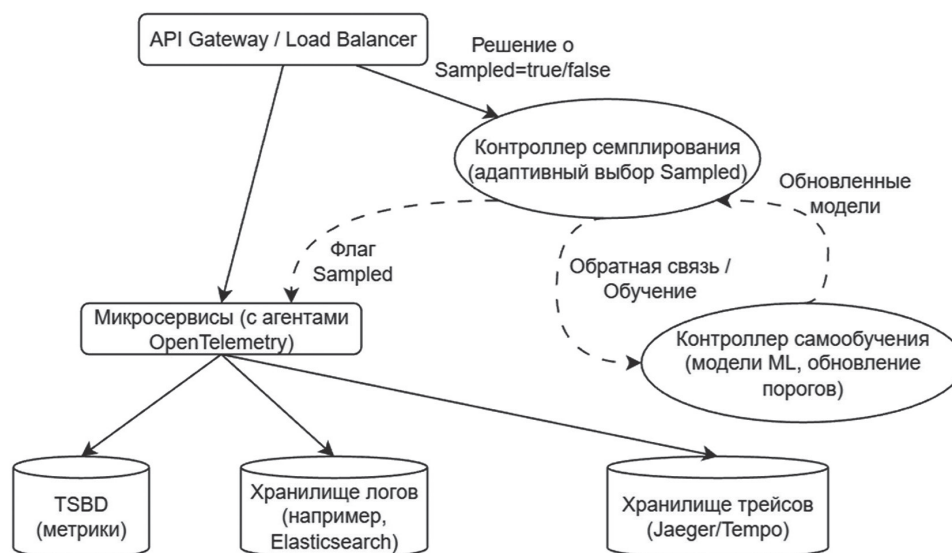 API Gateway / Load Balancer
Решение о
Sampled=true/false
Контроллер семплирования
(адаптивный выбор Sampled)
Обновленные
модели
Флаг
Sampled
Обратная связь /
Обучение
Микросервисы (с агентами
OpenTelemetry)
Контроллер самообучения
(модели ML, обновление
порогов)
TSBD
(метрики)
Хранилище логов
(например,
Elasticsearch)
Хранилище трейсов
(Jaeger/Tempo)